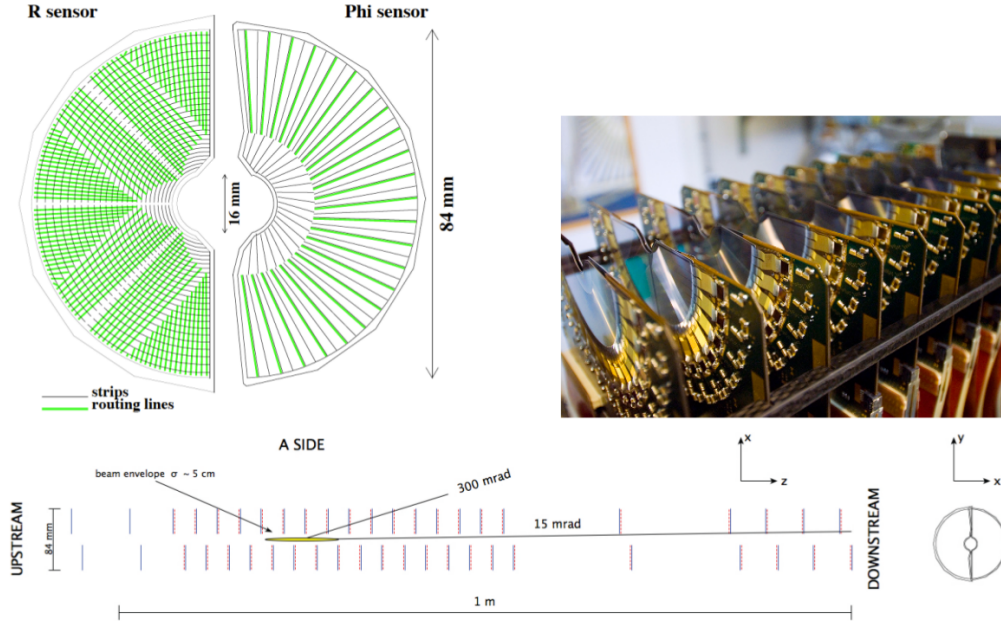 R sensor
Phi sensor
16 mm
84 mm
strips
routing lines
A SIDE
beam envelope σ ~ 5 cm
300 mrad
15 mrad
x
z
y
x
UPSTREAM
84 mm
DOWNSTREAM
1 m